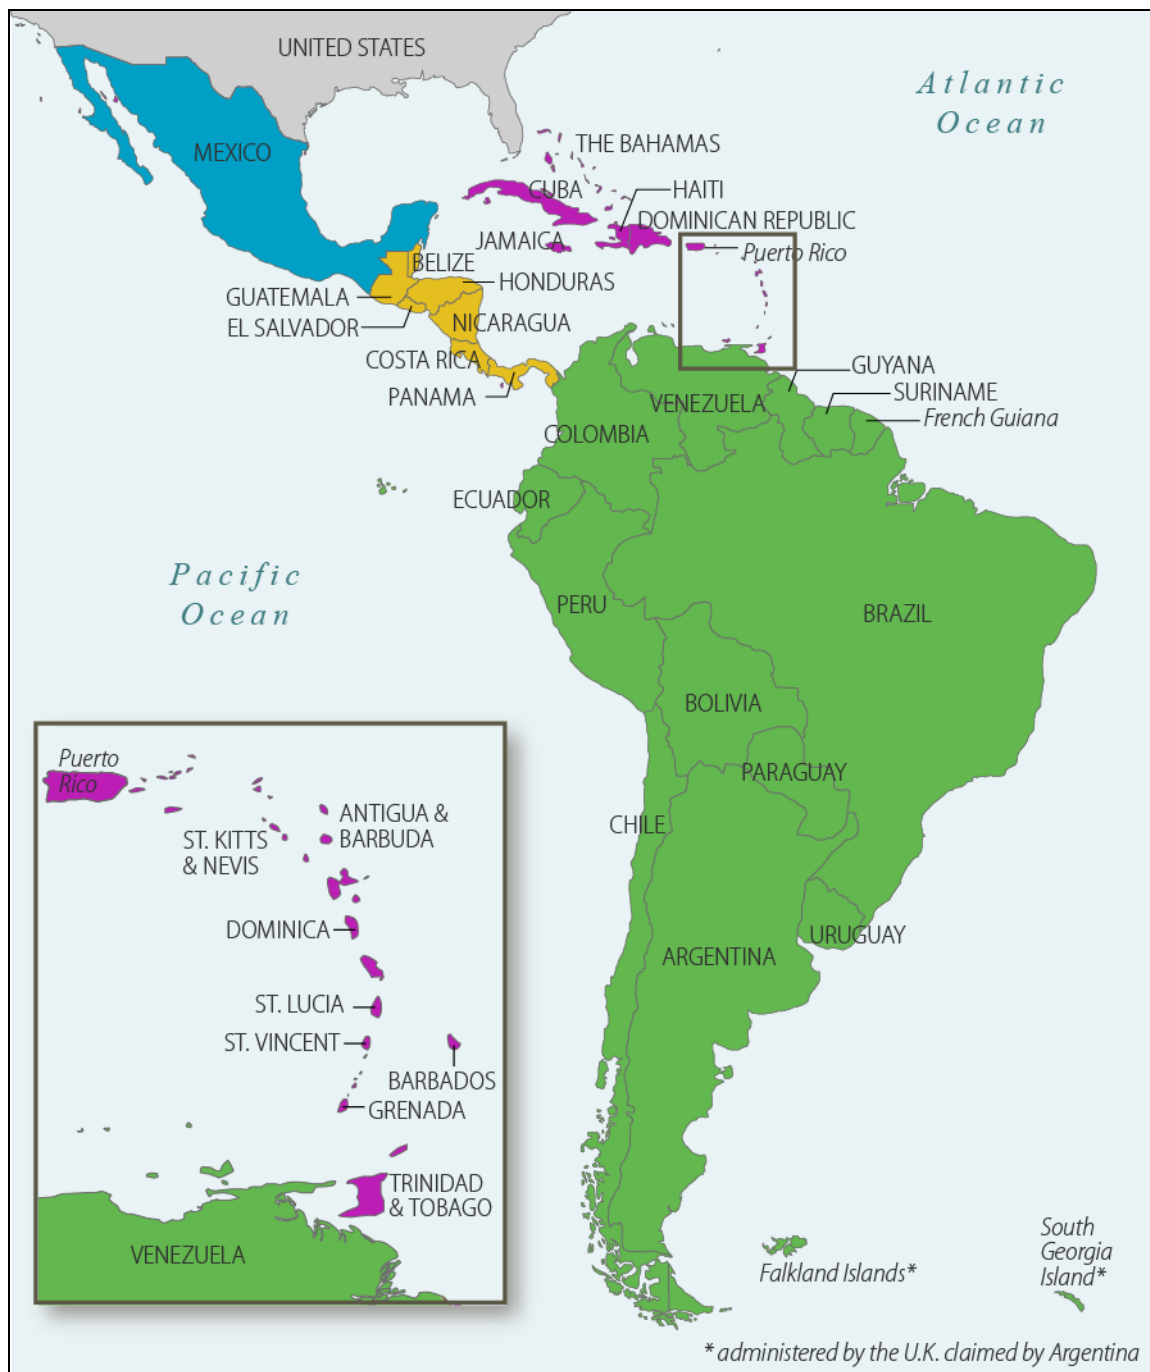 UNITED STATES
Atlantic
Ocean
MEXICO
THE BAHAMAS
CUBA
HAITI
DOMINICAN REPUBLIC
JAMAICA
Puerto Rico
BELIZE
HONDURAS
GUATEMALA
EL SALVADOR
NICARAGUA
COSTA RICA
PANAMA
GUYANA
SURINAME
French Guiana
VENEZUELA
COLOMBIA
ECUADOR
Pacific
Ocean
PERU
BRAZIL
BOLIVIA
PARAGUAY
CHILE
URUGUAY
ARGENTINA
Puerto
Rico
ANTIGUA &
BARBUDA
ST. KITTS
& NEVIS
DOMINICA
ST. LUCIA
ST. VINCENT
BARBADOS
GRENADA
TRINIDAD
& TOBAGO
VENEZUELA
Falkland Islands*
South
Georgia
Island*
* administered by the U.K. claimed by Argentina